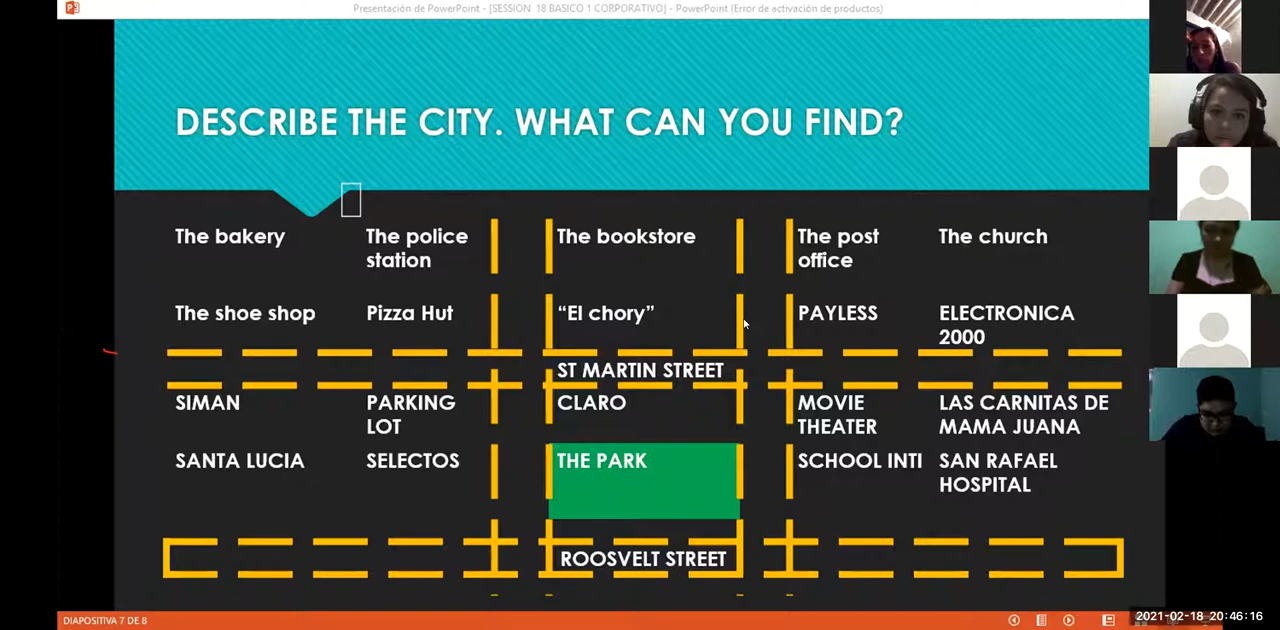 Presentación de PowerPoint - [SESSION 18 BASICO 1 CORPORATIVO] - PowerPoint (Error de activación de productos)
DESCRIBE THE CITY. WHAT CAN YOU FIND?
The bakery
The police
station
The bookstore
The post
office
The church
The shoe shop
Pizza Hut
“El chory”
PAYLESS
ELECTRONICA
2000
ST MARTIN STREET
SIMAN
PARKING
LOT
CLARO
MOVIE
THEATER
LAS CARNITAS DE
MAMA JUANA
SANTA LUCIA
SELECTOS
THE PARK
SCHOOL INTI
SAN RAFAEL
HOSPITAL
ROOSVELT STREET
DIAPOSITIVA 7 DE 8
2021-02-18 20:46:16